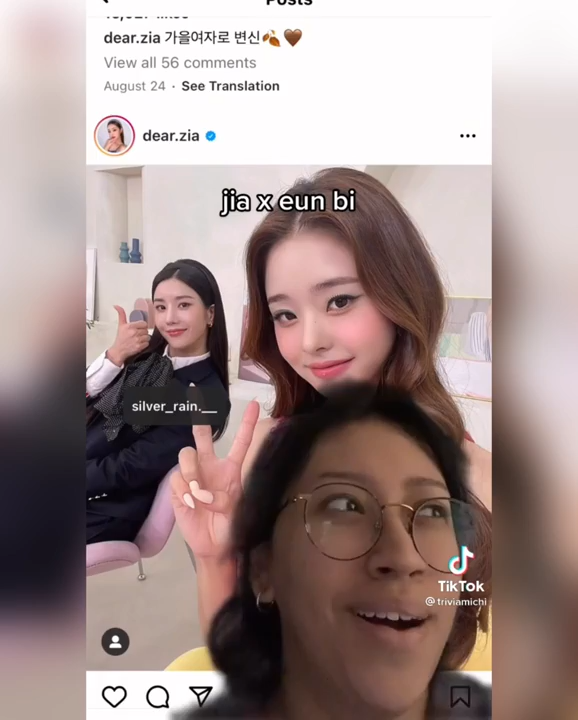 Posts
dear.zia 가을여자로 변신🍂🤎
View all 56 comments
August 24 · See Translation
dear.zia
jia x eun bi
silver_rain.__
TikTok
@triviamichi